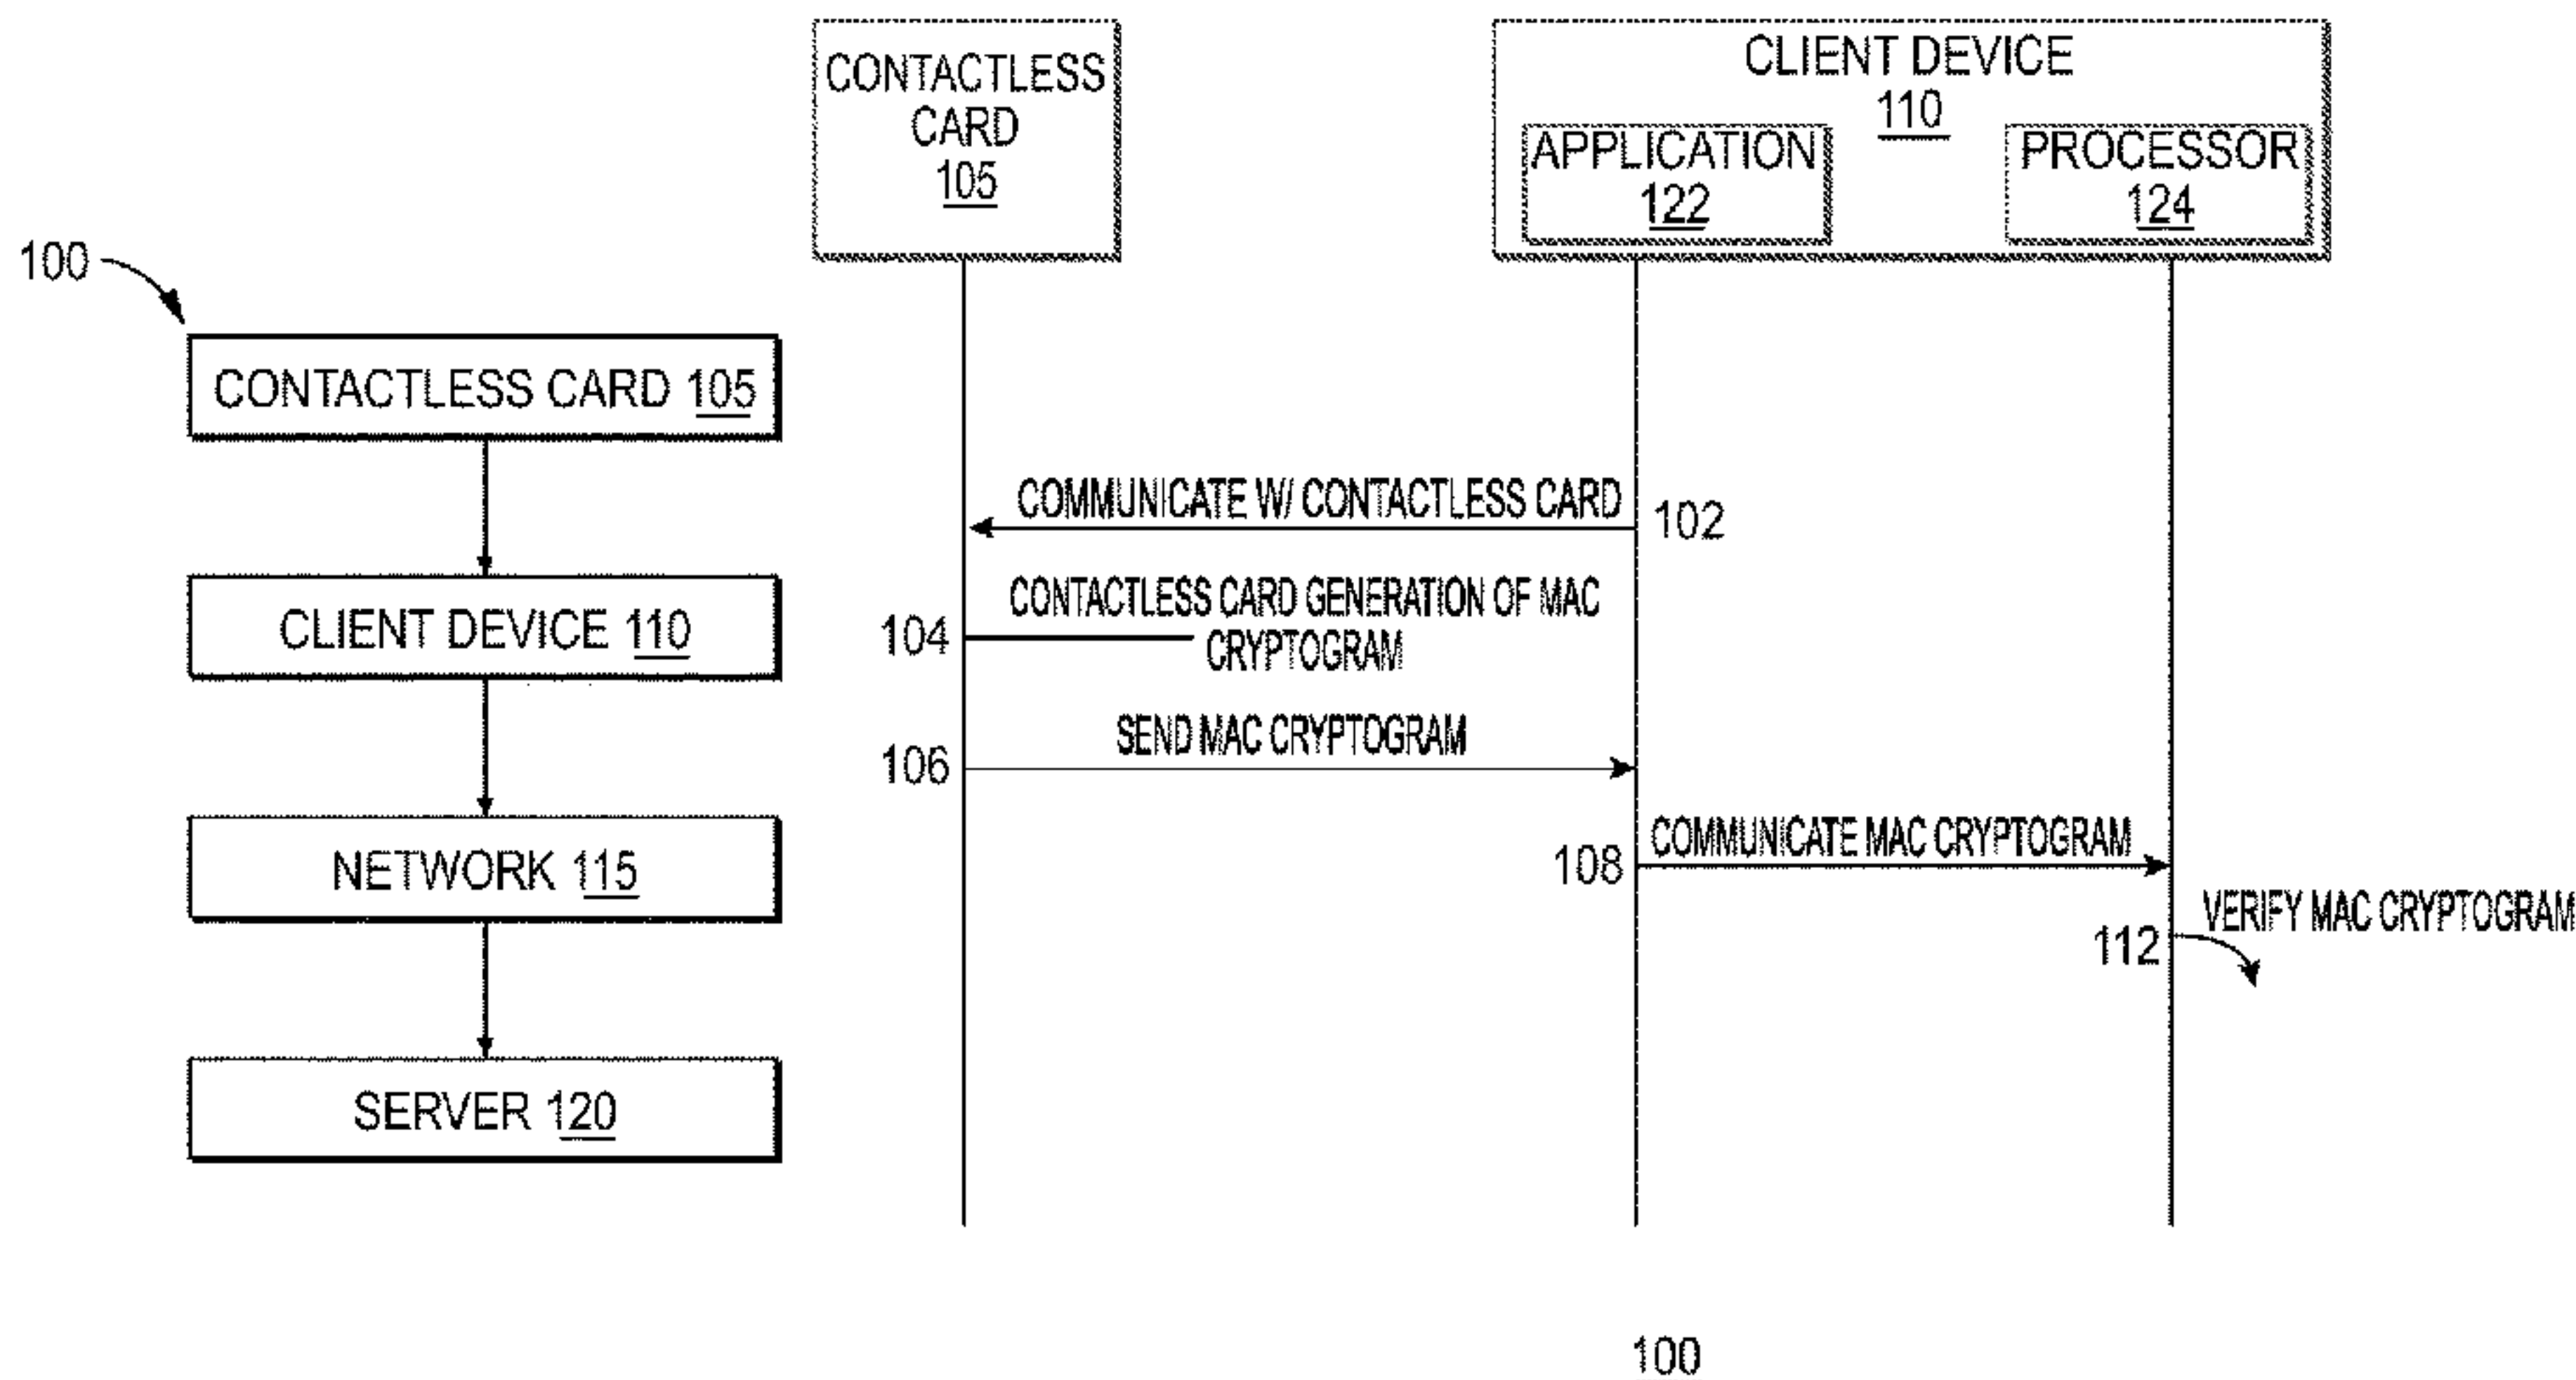 100
CONTACTLESS CARD 105
CLIENT DEVICE 110
NETWORK 115
SERVER 120
CONTACTLESS
CARD
105
CLIENT DEVICE
110
APPLICATION
122
PROCESSOR
124
COMMUNICATE W/ CONTACTLESS CARD
102
CONTACTLESS CARD GENERATION OF MAC
104
CRYPTOGRAM
SEND MAC CRYPTOGRAM
106
COMMUNICATE MAC CRYPTOGRAM
108
VERIFY MAC CRYPTOGRAM
112
100